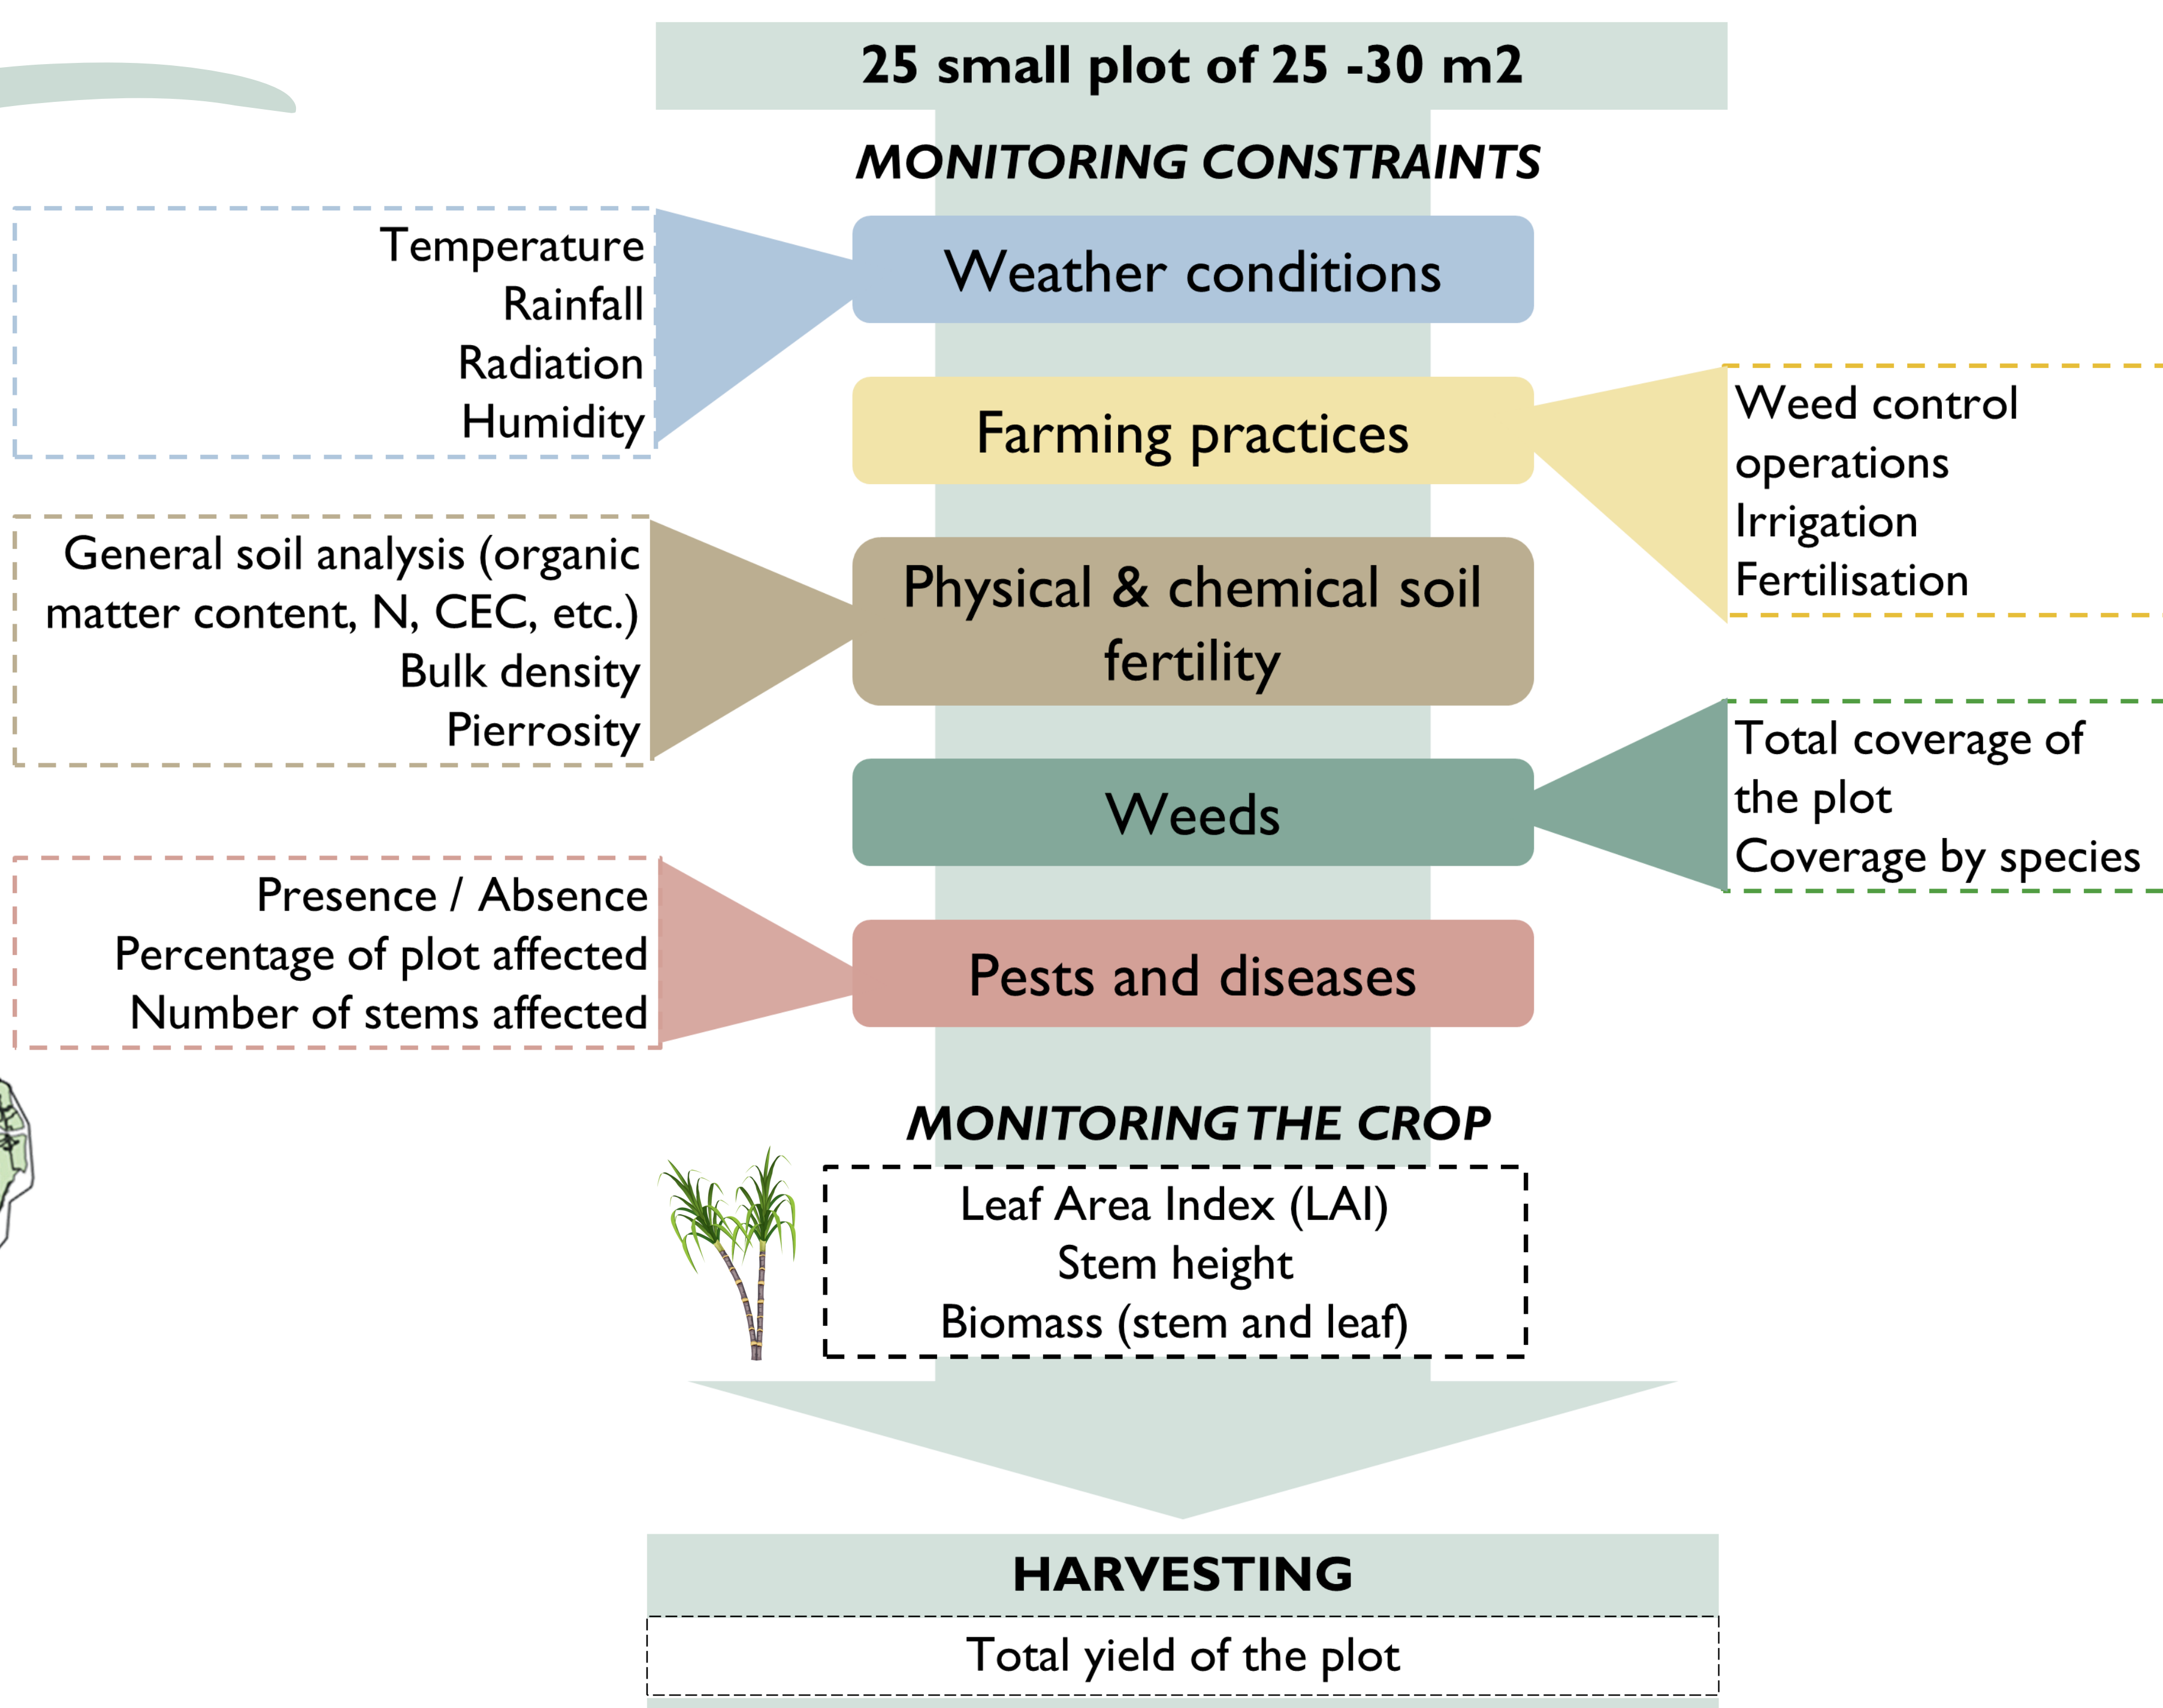 25 small plot of 25 -30 m2
MONITORING CONSTRAINTS
Weather conditions
Temperature
Rainfall
Radiation
Humidity
Farming practices
Weed control
operations
Irrigation
Fertilisation
Physical & chemical soil
fertility
General soil analysis (organic
matter content, N, CEC, etc.)
Bulk density
Pierrosity
Weeds
Total coverage of
the plot
Coverage by species
Pests and diseases
Presence / Absence
Percentage of plot affected
Number of stems affected
MONITORING THE CROP
Leaf Area Index (LAI)
Stem height
Biomass (stem and leaf)
HARVESTING
Total yield of the plot